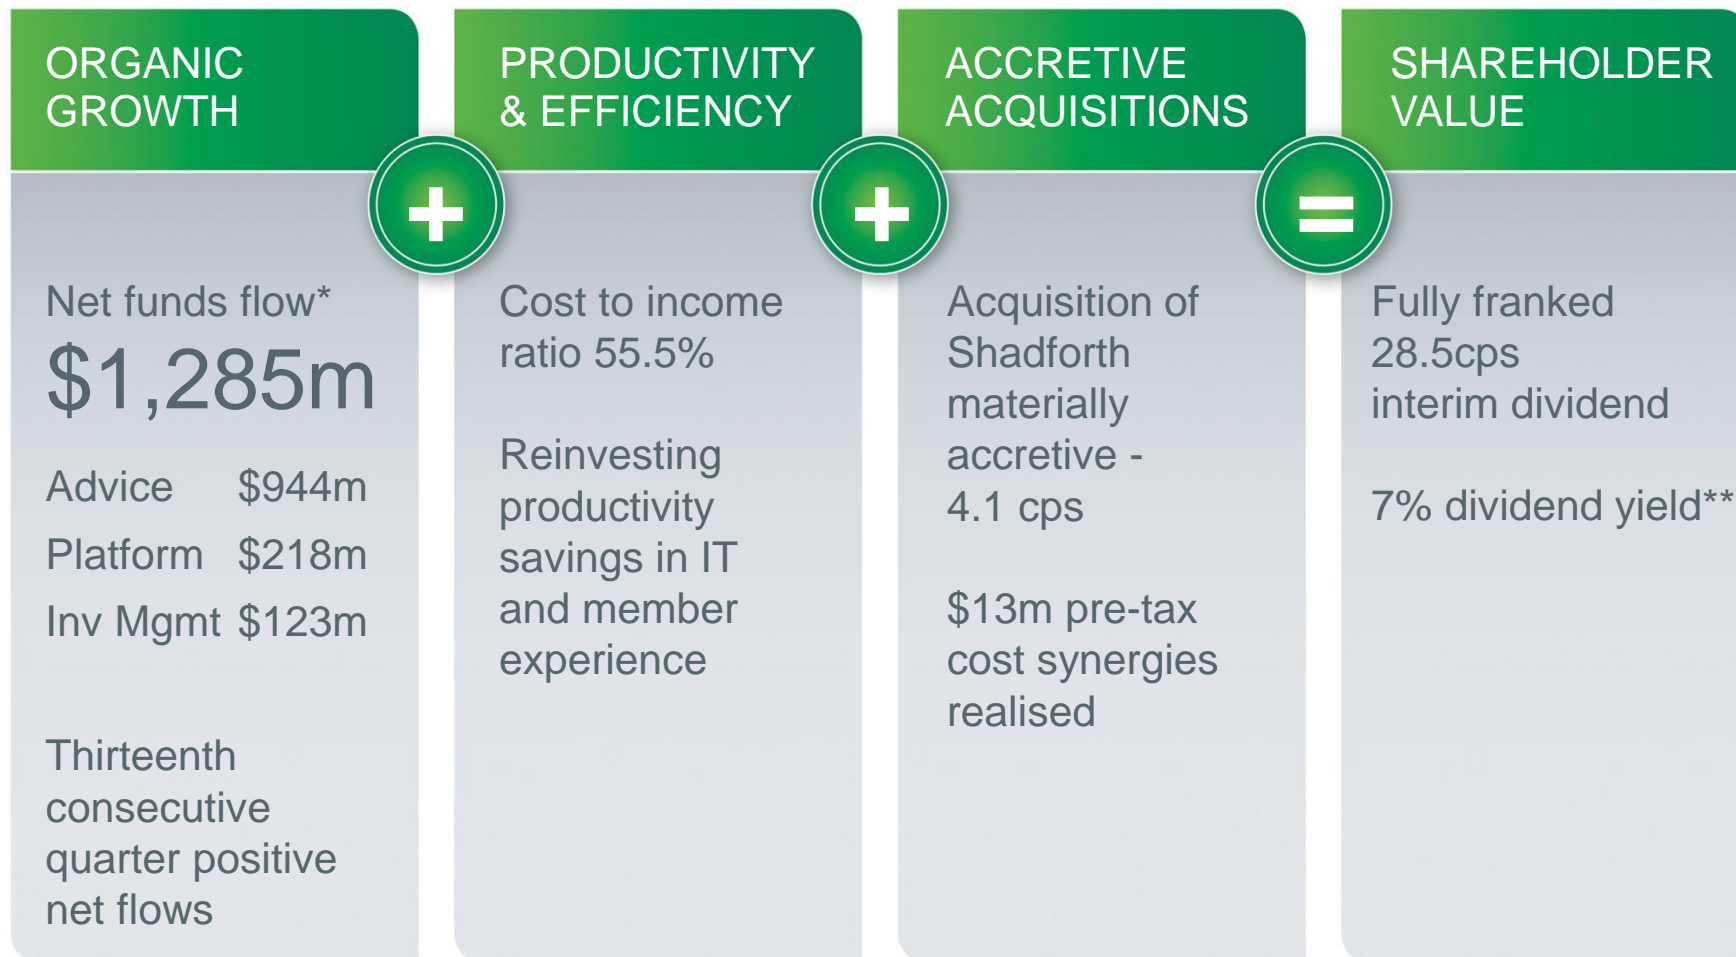 ORGANIC
GROWTH
Net funds flow*
$1,285m
Advice $944m
Platform $218m
Inv Mgmt $123m
Thirteenth
consecutive
quarter positive
net flows
+
PRODUCTIVITY
& EFFICIENCY
Cost to income
ratio 55.5%
Reinvesting
productivity
savings in IT
and member
experience
+
ACCRETIVE
ACQUISITIONS
Acquisition of
Shadforth
materially
accretive -
4.1 cps
$13m pre-tax
cost synergies
realised
=
SHAREHOLDER
VALUE
Fully franked
28.5cps
interim dividend
7% dividend yield**